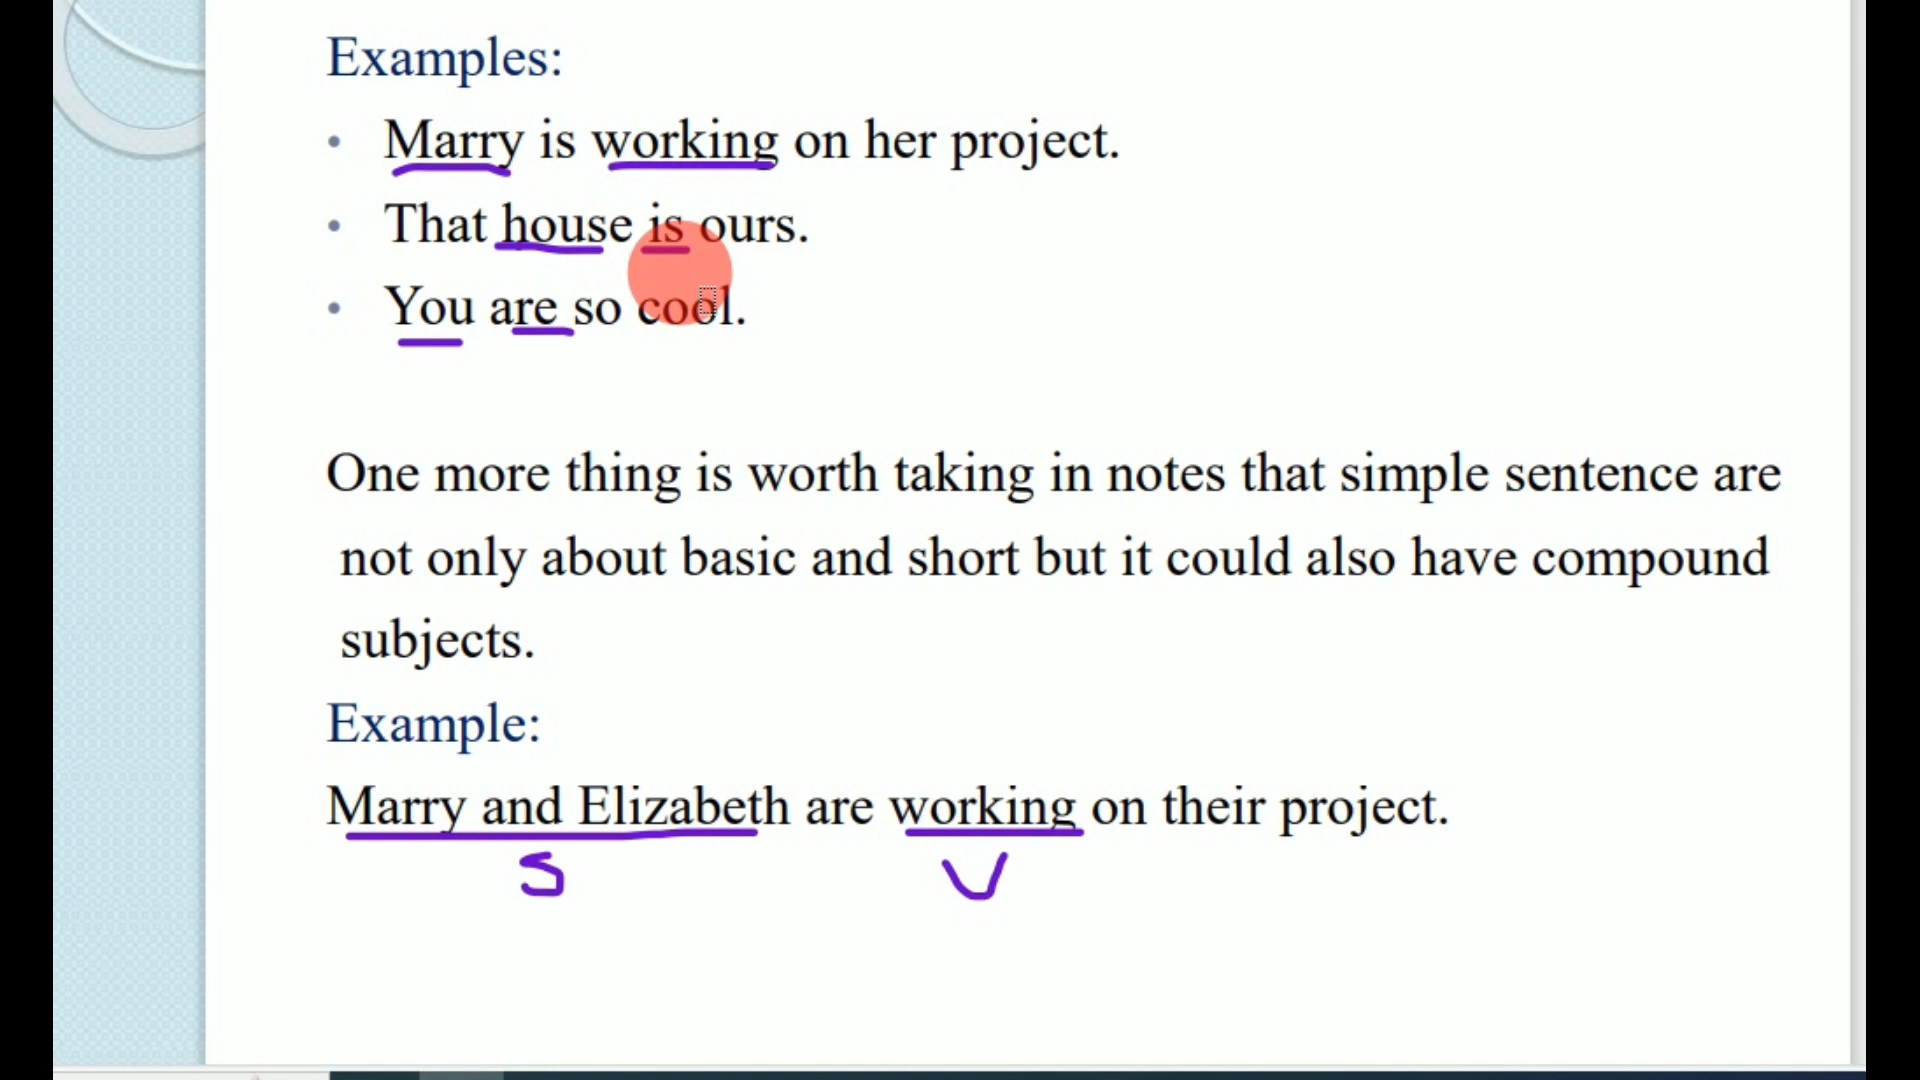 Examples:
• Marry is working on her project.
• That house is ours.
• You are so cool.
One more thing is worth taking in notes that simple sentence are
not only about basic and short but it could also have compound
subjects.
Example:
Marry and Elizabeth are working on their project.
S V